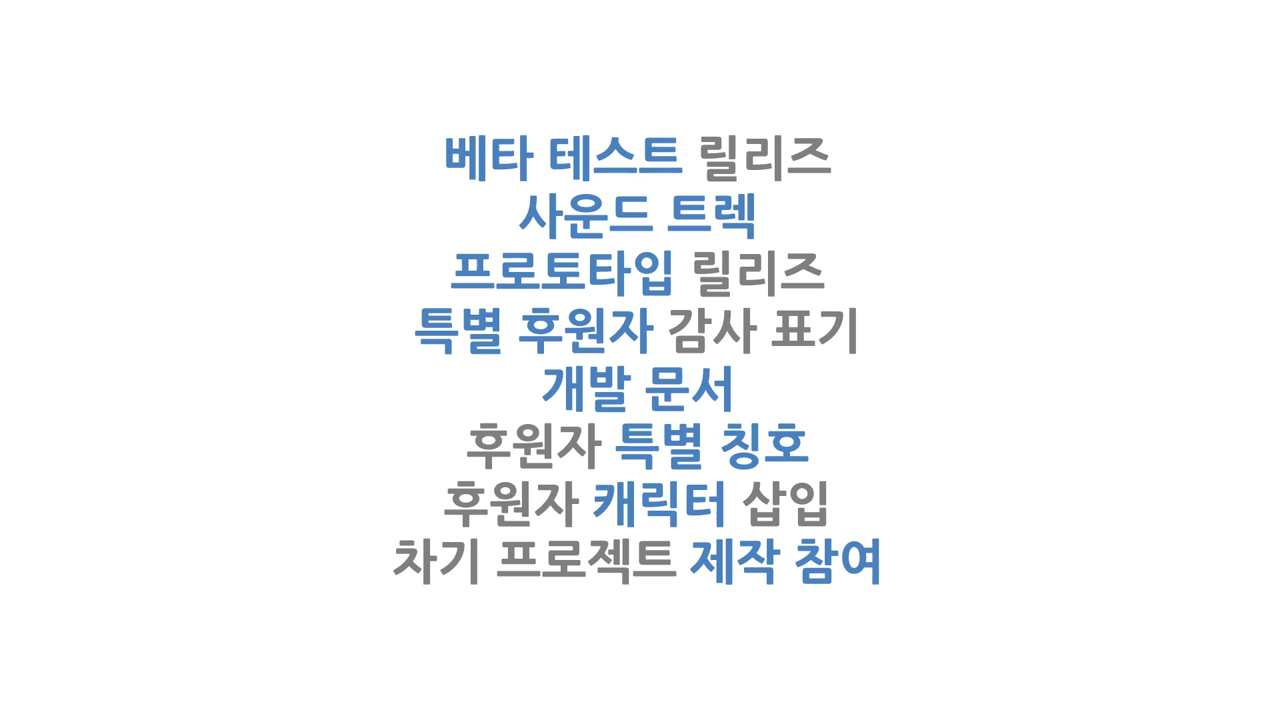 베타 테스트 릴리즈
사운드 트렉
프로토타입 릴리즈
특별 후원자 감사 표기
개발 문서
후원자 특별 칭호
후원자 캐릭터 삽입
차기 프로젝트 제작 참여